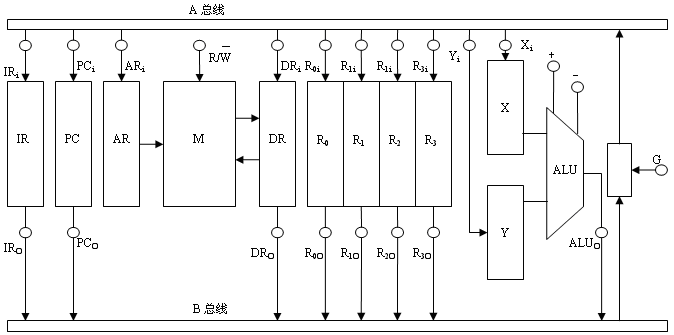 A 总线
IRi PCi ARi R/W̅ DRi R0i R1i R1i R3i Yi Xi + -
IR PC AR M DR R0 R1 R2 R3 X ALU G
Y
IRO PCO DRO R0O R1O R2O R3O ALUO
B 总线